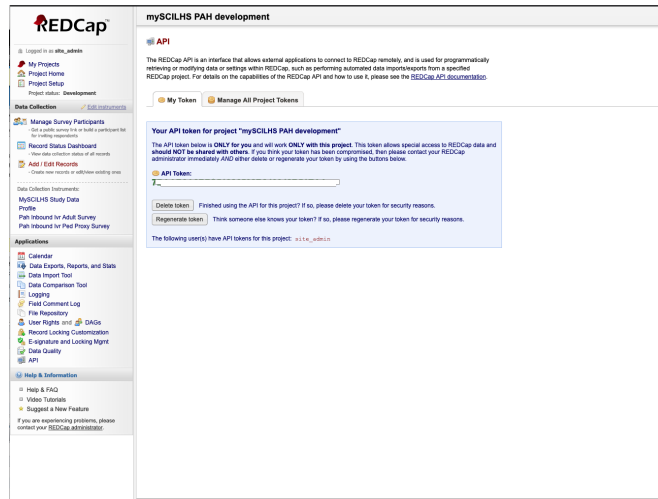 REDCap
Logged in as site_admin
My Projects
Project Home
Project Setup
Project status: Development
Data Collection
Edit instruments
Manage Survey Participants
- Get a public survey link or build a participant list
for inviting respondents
Record Status Dashboard
- View data collection status of all records
Add / Edit Records
- Create new records or edit/view existing ones
Data Collection Instruments:
MySCILHS Study Data
Profile
Pah Inbound Ivr Adult Survey
Pah Inbound Ivr Ped Proxy Survey
Applications
Calendar
Data Exports, Reports, and Stats
Data Import Tool
Data Comparison Tool
Logging
Field Comment Log
File Repository
User Rights and DAGs
Record Locking Customization
E-signature and Locking Mgmt
Data Quality
API
Help & Information
Help & FAQ
Video Tutorials
Suggest a New Feature
If you are experiencing problems, please
contact your REDCap administrator.
mySCILHS PAH development
API
The REDCap API is an interface that allows external applications to connect to REDCap remotely, and is used for programmatically
retrieving or modifying data or settings within REDCap, such as performing automated data imports/exports from a specified
REDCap project. For details on the capabilities of the REDCap API and how to use it, please see the REDCap API documentation.
My Token
Manage All Project Tokens
Your API token for project "mySCILHS PAH development"
The API token below is ONLY for you and will work ONLY with this project. This token allows special access to REDCap data and
should NOT be shared with others. If you think your token has been compromised, then please contact your REDCap
administrator immediately AND either delete or regenerate your token by using the buttons below.
API Token:
Delete token Finished using the API for this project? If so, please delete your token for security reasons.
Regenerate token Think someone else knows your token? If so, please regenerate your token for security reasons.
The following user(s) have API tokens for this project: site_admin